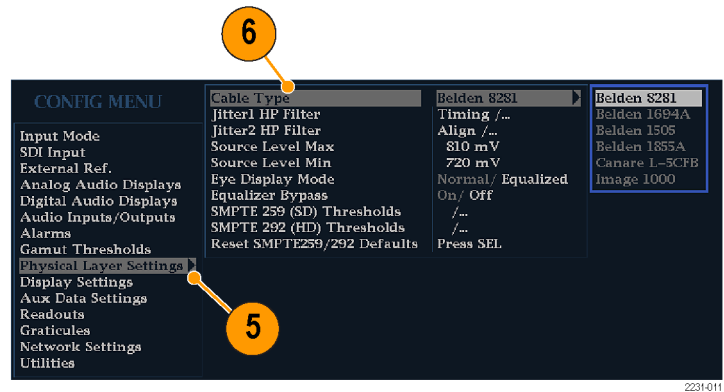 6
CONFIG MENU
Input Mode
SDI Input
External Ref.
Analog Audio Displays
Digital Audio Displays
Audio Inputs/Outputs
Alarms
Gamut Thresholds
Physical Layer Settings
Display Settings
Aux Data Settings
Readouts
Graticules
Network Settings
Utilities
Cable Type Belden 8281
Jitter1 HP Filter Timing /...
Jitter2 HP Filter Align /...
Source Level Max 810 mV
Source Level Min 720 mV
Eye Display Mode Normal/ Equalized
Equalizer Bypass On/ Off
SMPTE 259 (SD) Thresholds /...
SMPTE 292 (HD) Thresholds /...
Reset SMPTE259/292 Defaults Press SEL
Belden 8281
Belden 1694A
Belden 1505
Belden 1855A
Canare L-5CFB
Image 1000
5
2231-011